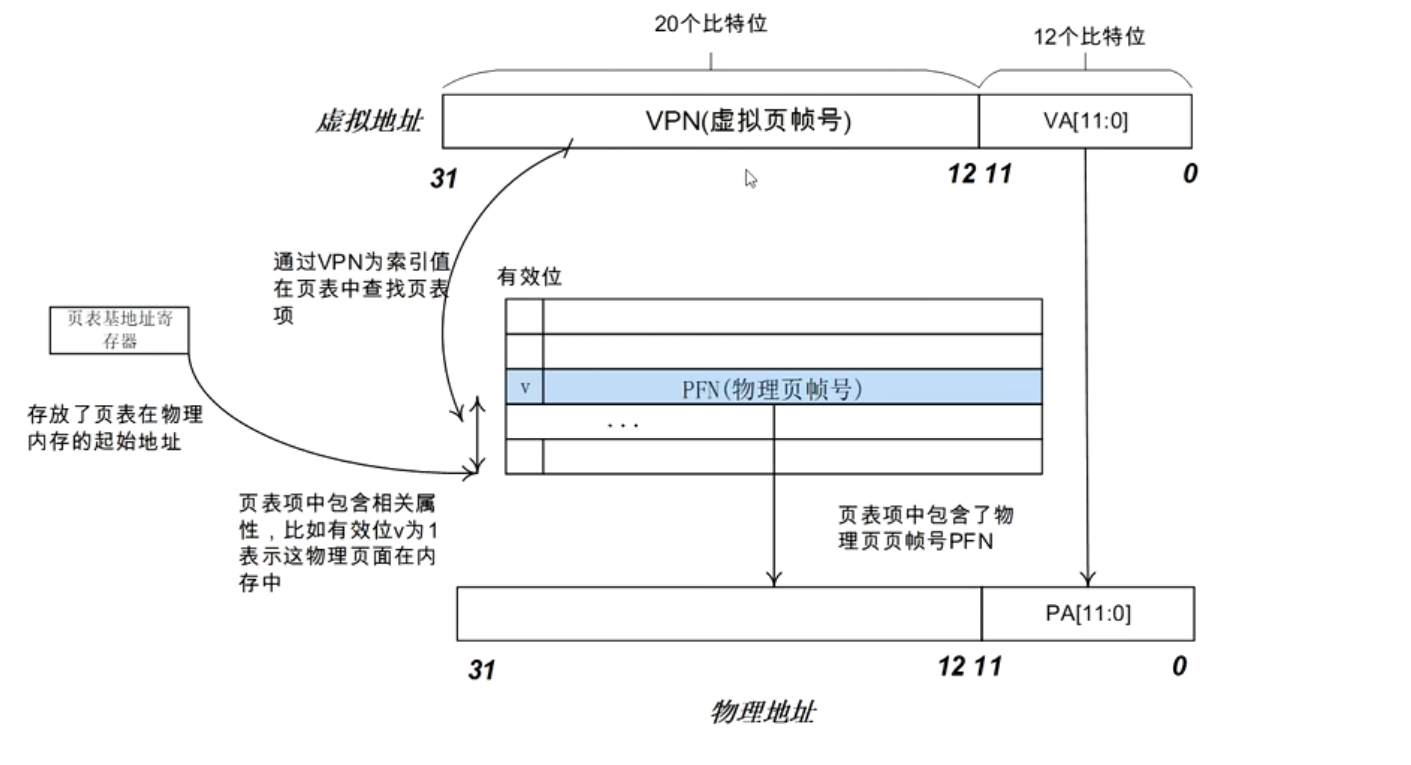 20个比特位
12个比特位
虚拟地址
VPN(虚拟页帧号)
VA[11:0]
31
12 11
0
通过VPN为索引值
在页表中查找页表
项
有效位
页表基地址寄
存器
v
PFN(物理页帧号)
存放了页表在物理
内存的起始地址
...
页表项中包含相关属
性，比如有效位v为1
表示这物理页面在内
存中
页表项中包含了物
理页页帧号PFN
PA[11:0]
31
12 11
0
物理地址